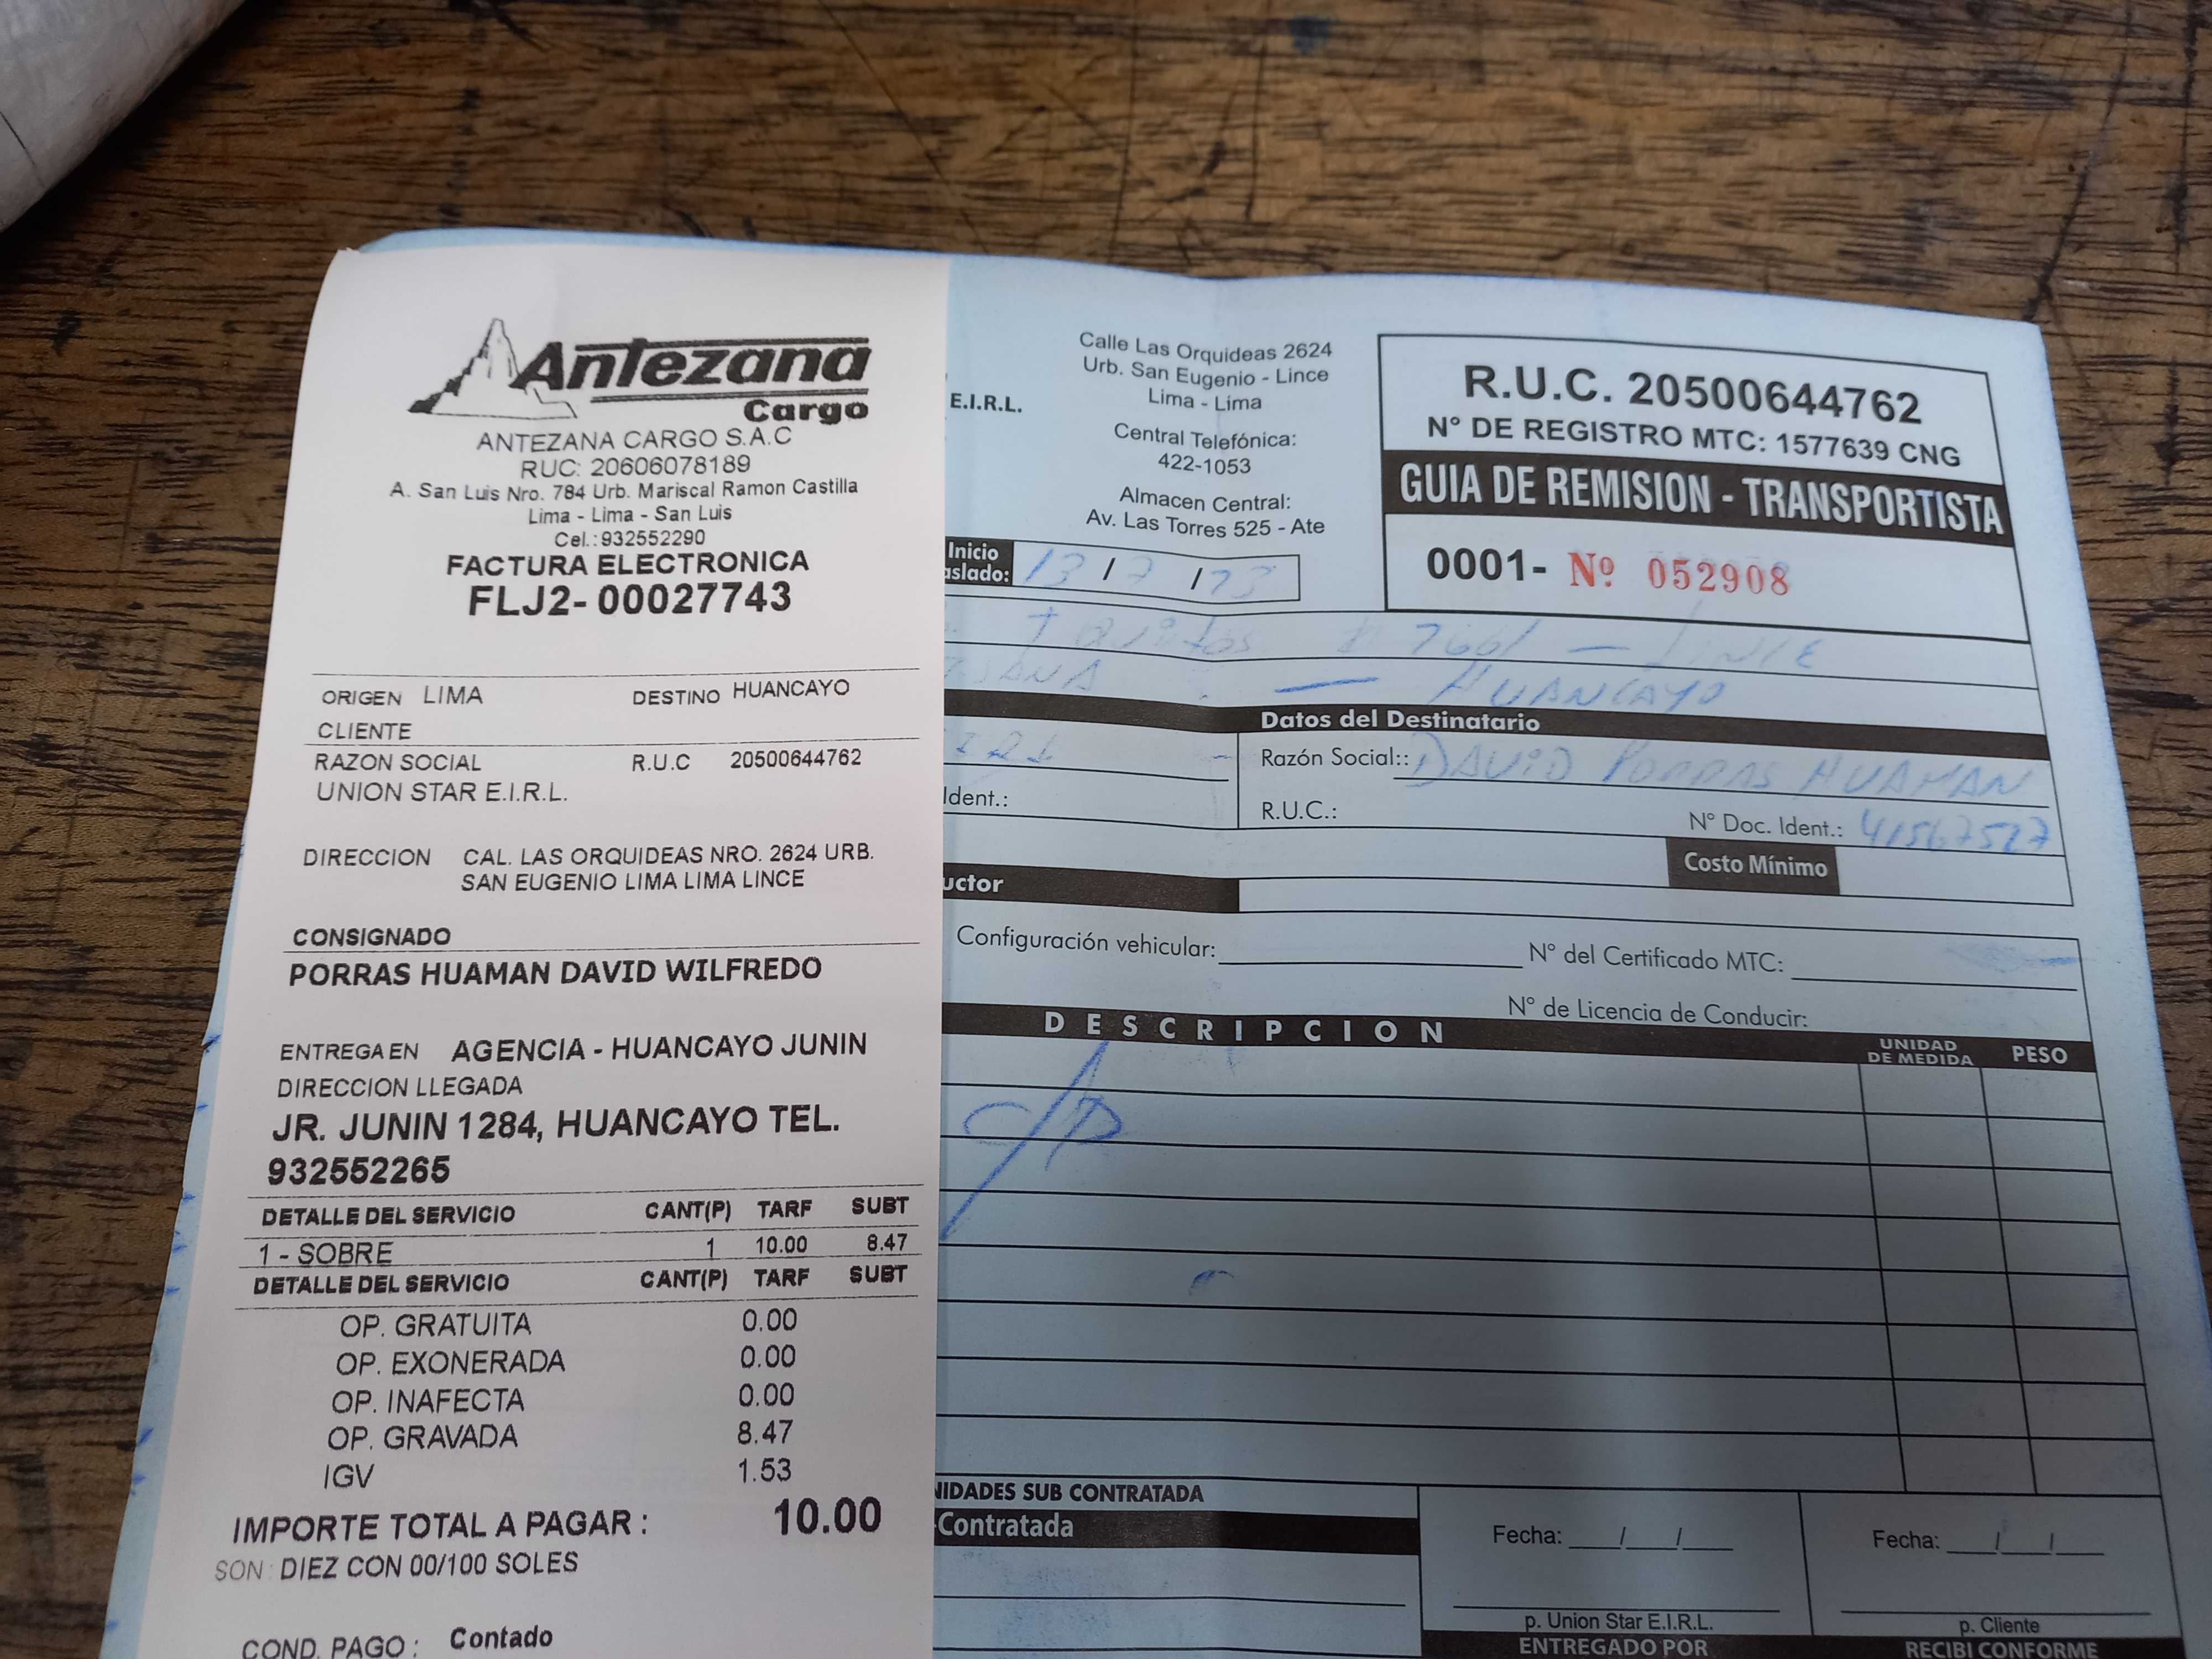 Antezana
Cargo
ANTEZANA CARGO S.A.C
RUC: 20606078189
A. San Luis Nro. 784 Urb. Mariscal Ramon Castilla
Lima - Lima - San Luis
Cel.:932552290
FACTURA ELECTRONICA
FLJ2- 00027743
ORIGEN LIMA DESTINO HUANCAYO
CLIENTE
RAZON SOCIAL R.U.C 20500644762
UNION STAR E.I.R.L.
DIRECCION CAL. LAS ORQUIDEAS NRO. 2624 URB.
SAN EUGENIO LIMA LIMA LINCE
CONSIGNADO
PORRAS HUAMAN DAVID WILFREDO
ENTREGA EN AGENCIA - HUANCAYO JUNIN
DIRECCION LLEGADA
JR. JUNIN 1284, HUANCAYO TEL.
932552265
DETALLE DEL SERVICIO CANT(P) TARF SUBT
1 - SOBRE 1 10.00 8.47
DETALLE DEL SERVICIO CANT(P) TARF SUBT
OP. GRATUITA 0.00
OP. EXONERADA 0.00
OP. INAFECTA 0.00
OP. GRAVADA 8.47
IGV 1.53
IMPORTE TOTAL A PAGAR : 10.00
SON : DIEZ CON 00/100 SOLES
COND. PAGO : Contado
E.I.R.L.
Calle Las Orquideas 2624
Urb. San Eugenio - Lince
Lima - Lima
Central Telefónica:
422-1053
Almacen Central:
Av. Las Torres 525 - Ate
R.U.C. 20500644762
N° DE REGISTRO MTC: 1577639 CNG
GUIA DE REMISION - TRANSPORTISTA
0001- Nº 052908
Inicio
aslado: 13 / 7 / 23
LINCE
HUANCAYO
Datos del Destinatario
Razón Social:: DAVID PORRAS HUAMAN
Ident.: R.U.C.: N° Doc. Ident.:
Costo Mínimo
uctor
Configuración vehicular: N° del Certificado MTC:
N° de Licencia de Conducir:
DESCRIPCION UNIDAD DE MEDIDA PESO
NIDADES SUB CONTRATADA
Contratada
Fecha: / / Fecha: / /
p. Union Star E.I.R.L. p. Cliente
ENTREGADO POR RECIBI CONFORME